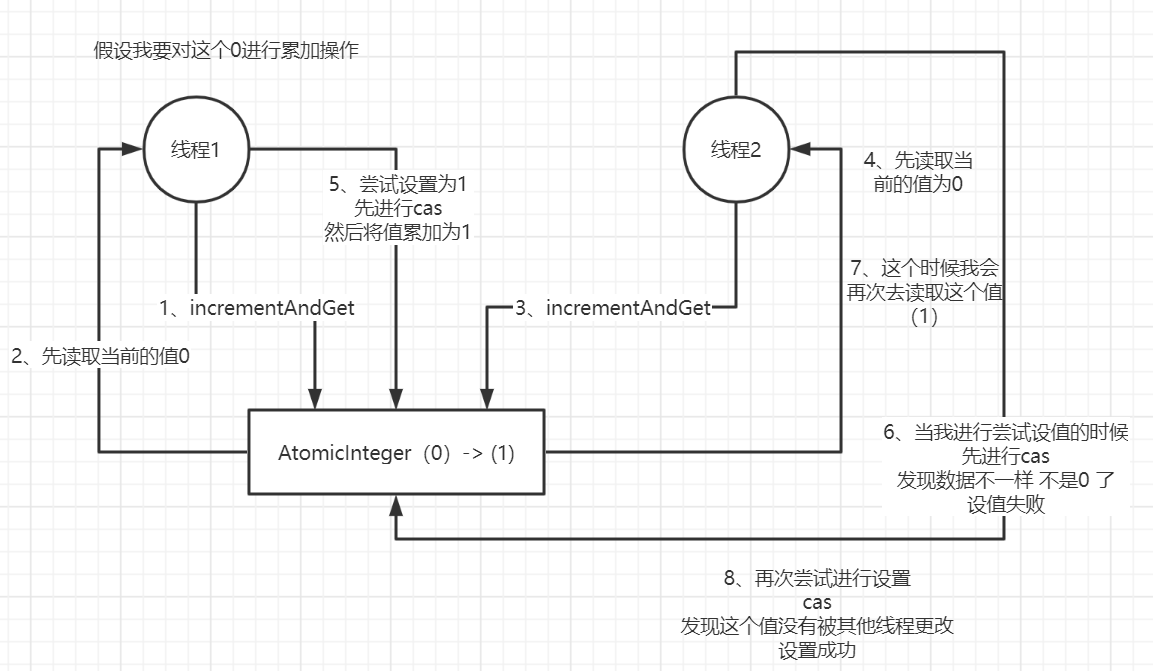 假设我要对这个0进行累加操作
线程1
线程2
5、尝试设置为1
先进行cas
然后将值累加为1
4、先读取当
前的值为0
7、这个时候我会
再次去读取这个值
（1）
1、incrementAndGet
3、incrementAndGet
2、先读取当前的值0
AtomicInteger（0）-> (1)
6、当我进行尝试设值的时候
先进行cas
发现数据不一样 不是0 了
设值失败
8、再次尝试进行设置
cas
发现这个值没有被其他线程更改
设置成功